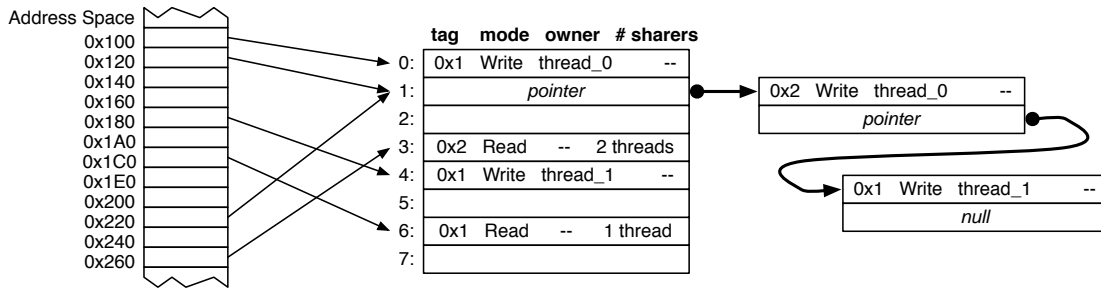 Address Space
0x100
0x120
0x140
0x160
0x180
0x1A0
0x1C0
0x1E0
0x200
0x220
0x240
0x260
tag mode owner # sharers
0: 0x1 Write thread_0 --
1: pointer
2:
3: 0x2 Read -- 2 threads
4: 0x1 Write thread_1 --
5:
6: 0x1 Read -- 1 thread
7:
0x2 Write thread_0 --
pointer
0x1 Write thread_1 --
null